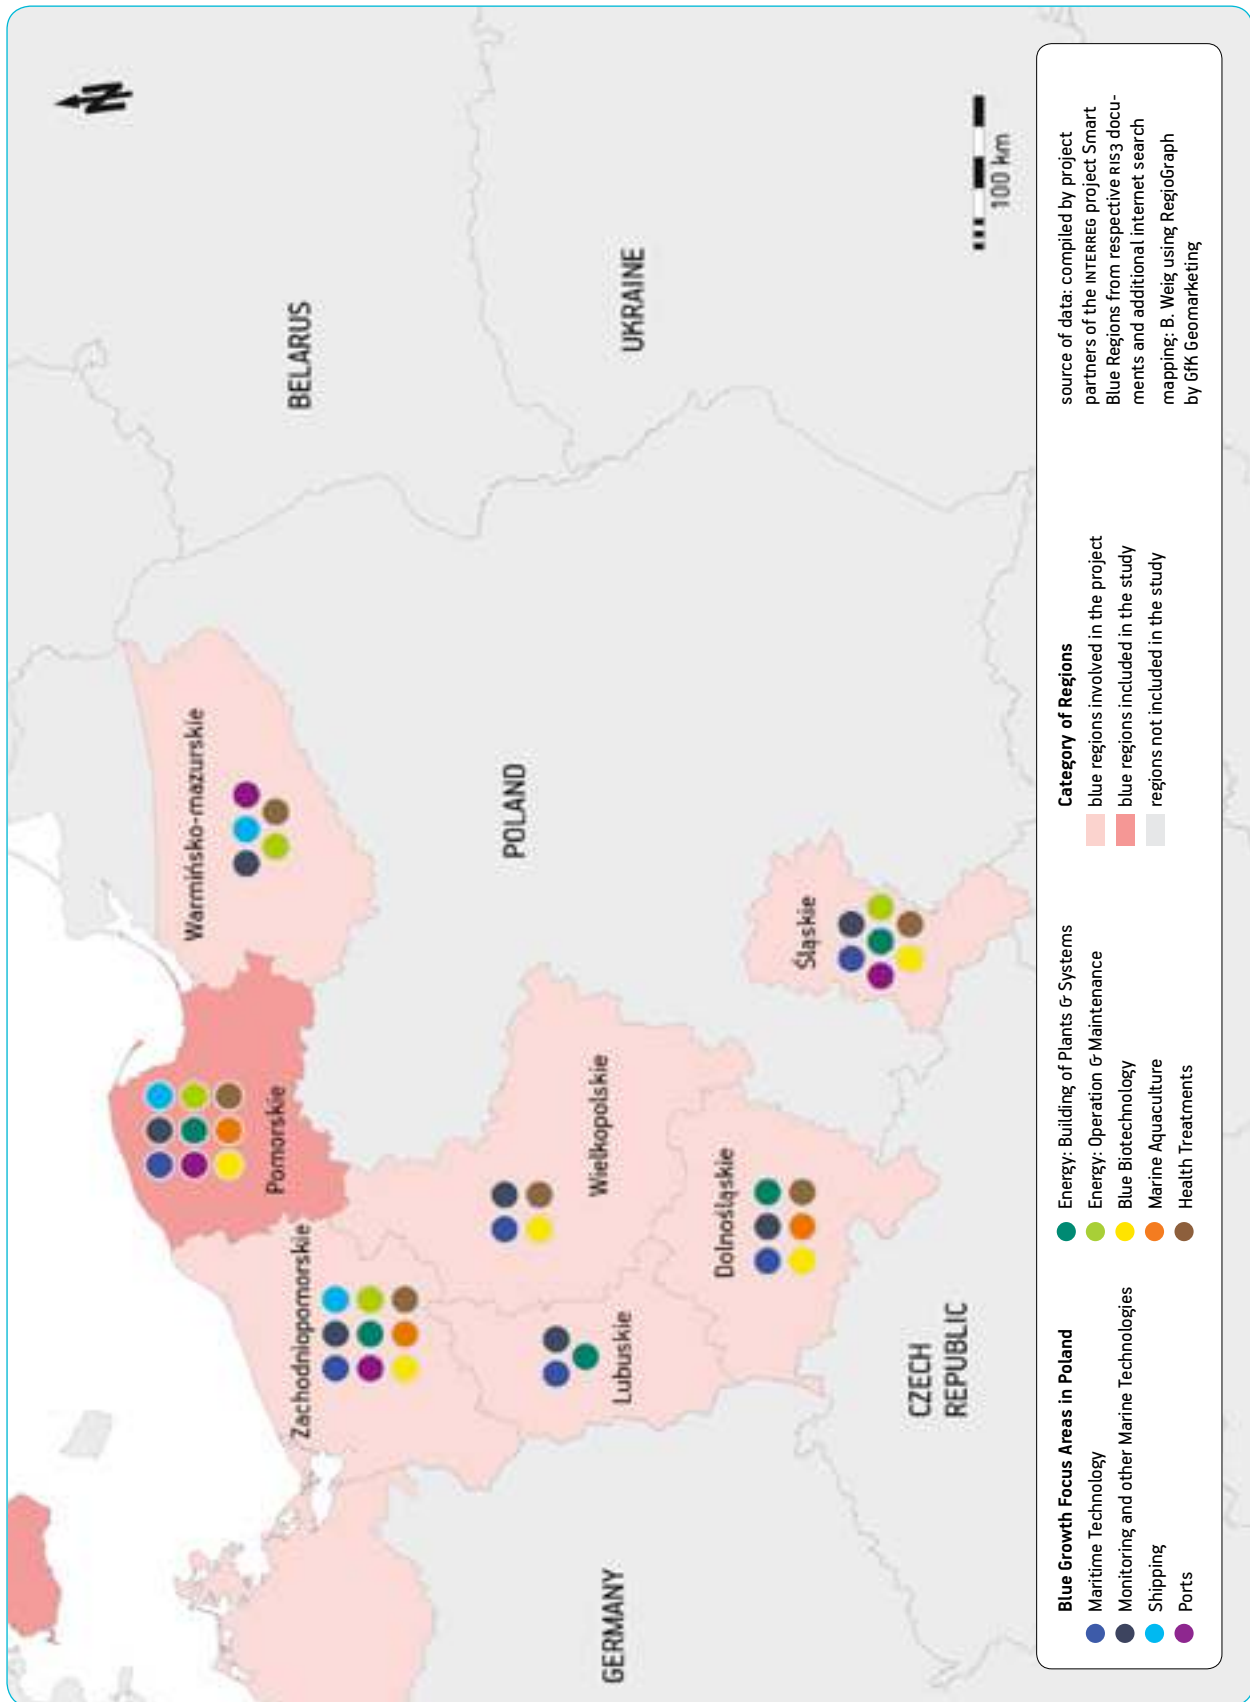 N
BELARUS
UKRAINE
100 km
Warmińsko-mazurskie
POLAND
Pomorskie
Zachodniopomorskie
Wielkopolskie
Lubuskie
Dolnośląskie
Śląskie
GERMANY
CZECH
REPUBLIC
Blue Growth Focus Areas in Poland
Maritime Technology
Monitoring and other Marine Technologies
Shipping
Ports
Energy: Building of Plants & Systems
Energy: Operation & Maintenance
Blue Biotechnology
Marine Aquaculture
Health Treatments
Category of Regions
blue regions involved in the project
blue regions included in the study
regions not included in the study
source of data: compiled by project
partners of the INTERREG project Smart
Blue Regions from respective RIS3 docu-
ments and additional internet search
mapping: B. Weig using RegioGraph
by GfK Geomarketing